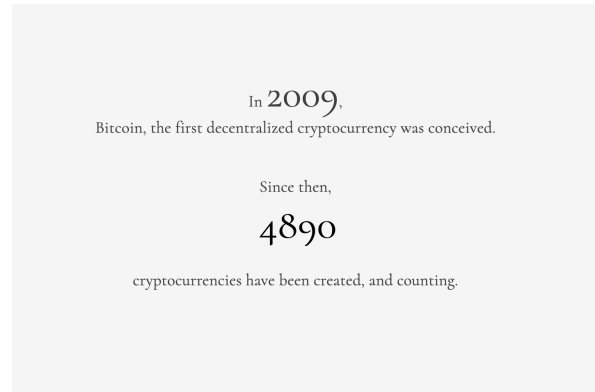 In 2009,
Bitcoin, the first decentralized cryptocurrency was conceived.
Since then,
4890
cryptocurrencies have been created, and counting.